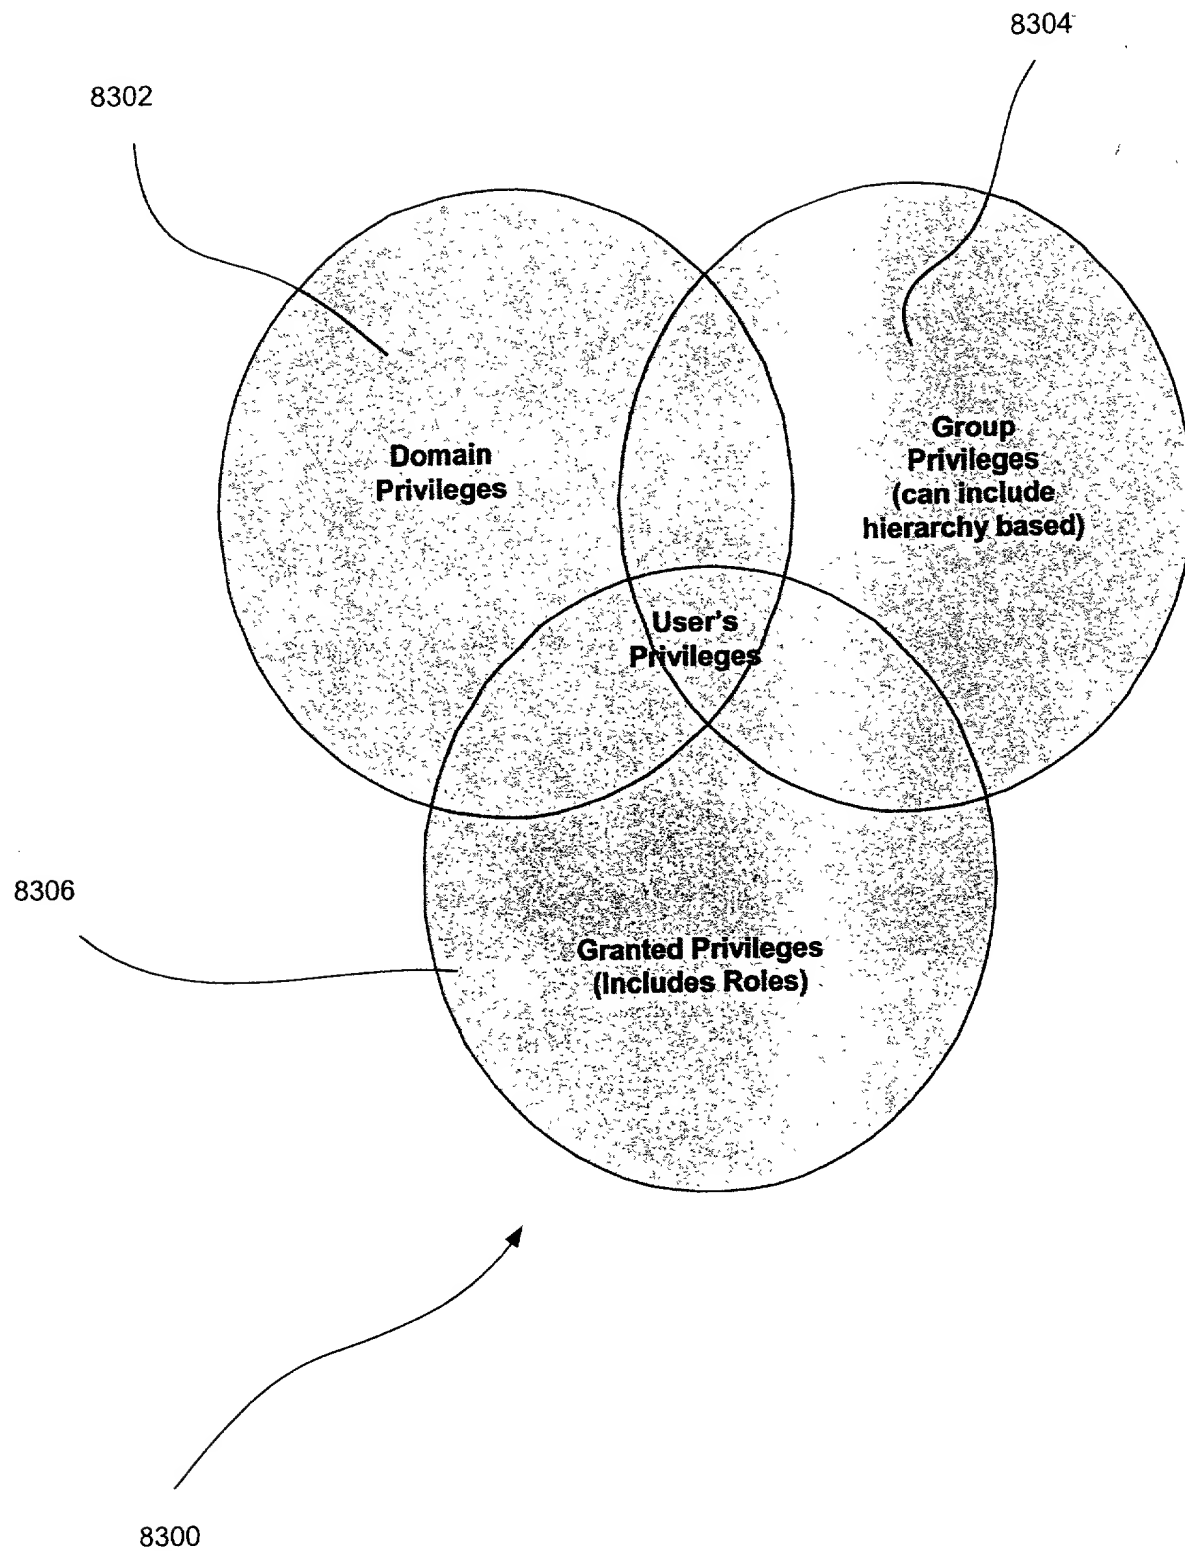 8304
8302
Domain
Privileges
Group
Privileges
(can include
hierarchy based)
User's
Privileges
8306
Granted Privileges
(Includes Roles)
8300